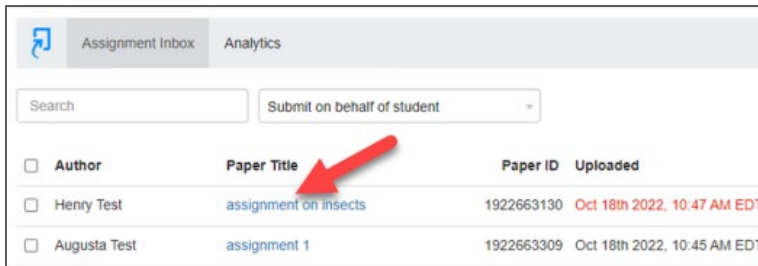 Assignment Inbox Analytics
Search Submit on behalf of student
Author Paper Title Paper ID Uploaded
Henry Test assignment on insects 1922663130 Oct 18th 2022, 10:47 AM EDT
Augusta Test assignment 1 1922663309 Oct 18th 2022, 10:45 AM EDT